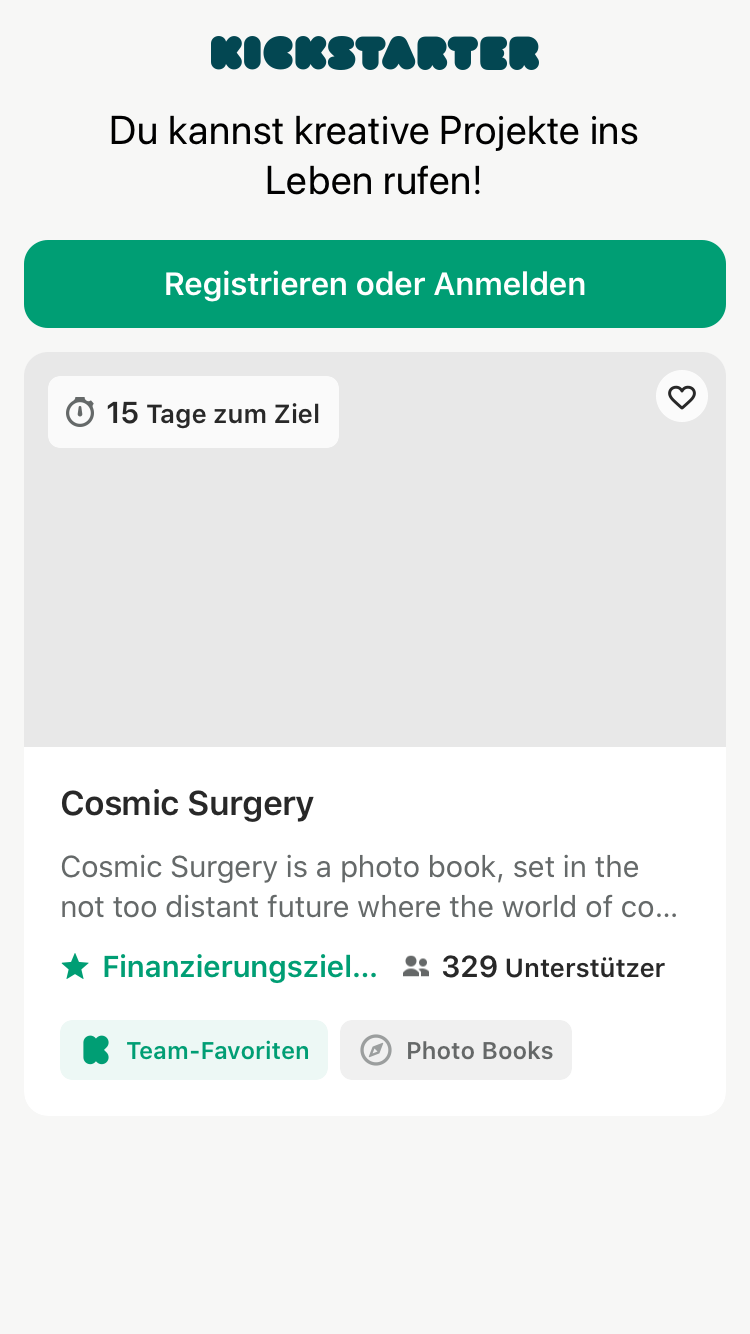 KICKSTARTER
Du kannst kreative Projekte ins
Leben rufen!
Registrieren oder Anmelden
15 Tage zum Ziel
Cosmic Surgery
Cosmic Surgery is a photo book, set in the
not too distant future where the world of co...
Finanzierungsziel... 329 Unterstützer
Team-Favoriten Photo Books